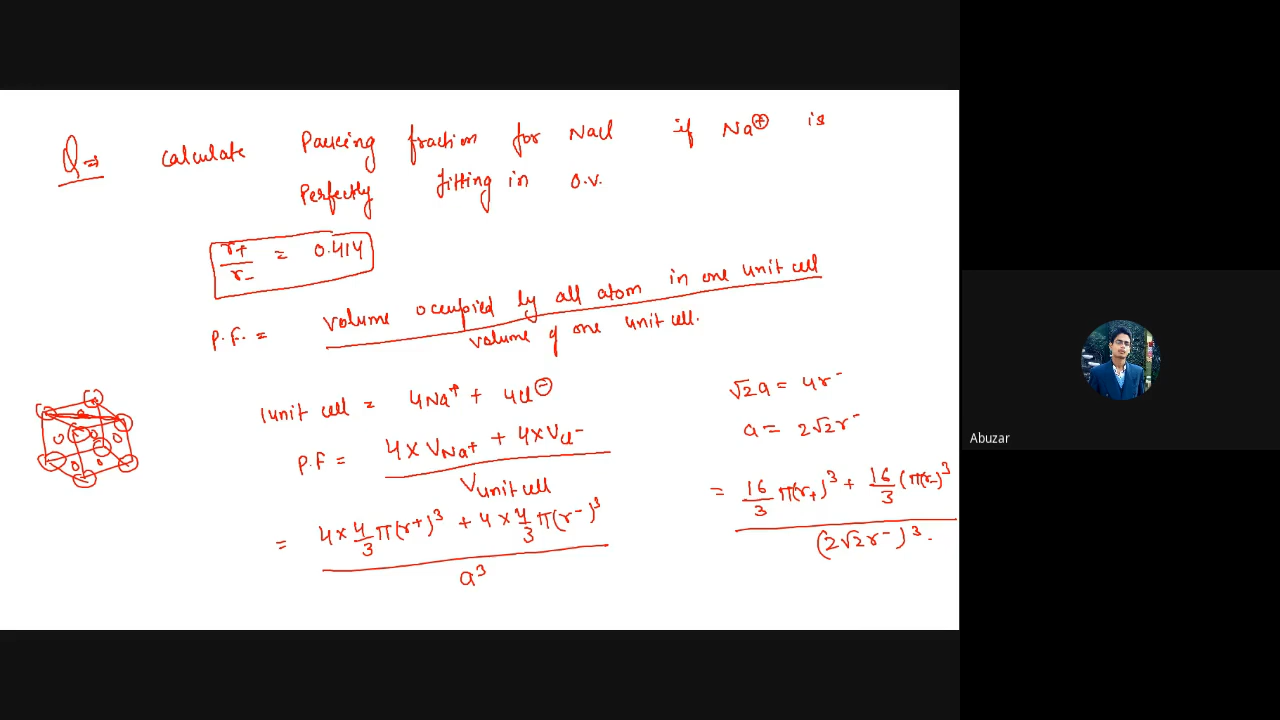 Q⇒ calculate Packing fraction for NaCl if Na⊕ is
Perfectly fitting in O.V.
r+/r- = 0.414
P.F. = volume occupied by all atom in one unit cell
volume of one unit cell.
1unit cell = 4Na+ + 4Cl⊖
P.F = (4×VNa+ + 4×VCl-) / Vunit cell
= (4×4/3π(r+)³ + 4×4/3π(r-)³) / a³
√2a = 4r-
a = 2√2r-
= (16/3 π(r+)³ + 16/3 (πr-)³) / (2√2r-)³.
Abuzar